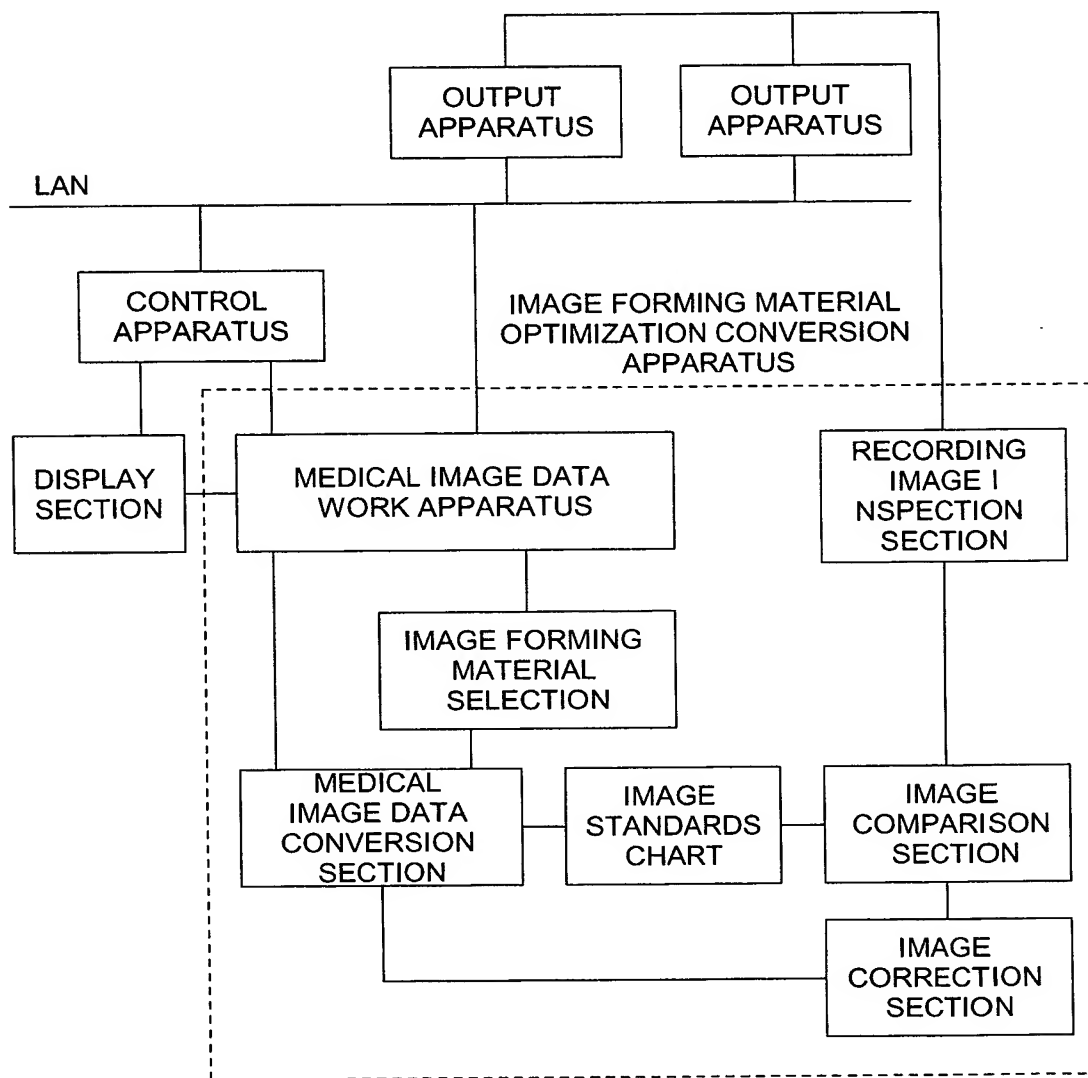 OUTPUT
APPARATUS
OUTPUT
APPARATUS
LAN
CONTROL
APPARATUS
IMAGE FORMING MATERIAL
OPTIMIZATION CONVERSION
APPARATUS
DISPLAY
SECTION
MEDICAL IMAGE DATA
WORK APPARATUS
RECORDING
IMAGE I
NSPECTION
SECTION
IMAGE FORMING
MATERIAL
SELECTION
MEDICAL
IMAGE DATA
CONVERSION
SECTION
IMAGE
STANDARDS
CHART
IMAGE
COMPARISON
SECTION
IMAGE
CORRECTION
SECTION